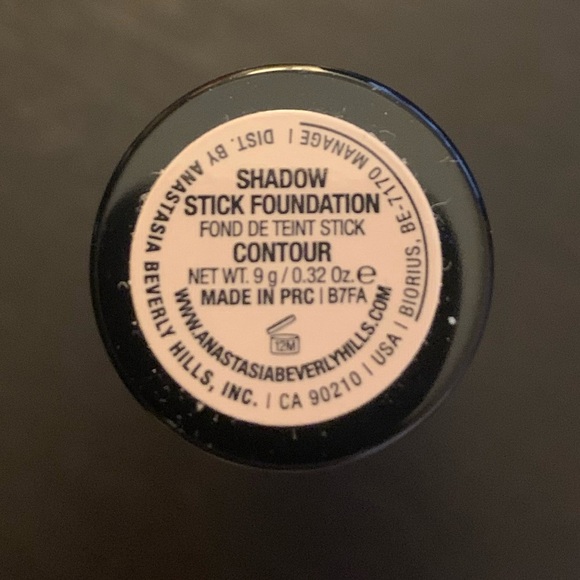 SHADOW
STICK FOUNDATION
FOND DE TEINT STICK
CONTOUR
NET WT. 9 g / 0.32 Oz. ℮
MADE IN PRC | B7FA
12M
WWW.ANASTASIABEVERLYHILLS.COM
DIST. BY ANASTASIA BEVERLY HILLS, INC. | CA 90210 | USA | BIORIUS, BE-7170 MANAGE |